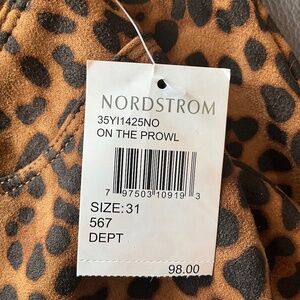 NORDSTROM
35YI1425NO
ON THE PROWL
7 97503 10919 3
SIZE: 31
567
DEPT
98.00